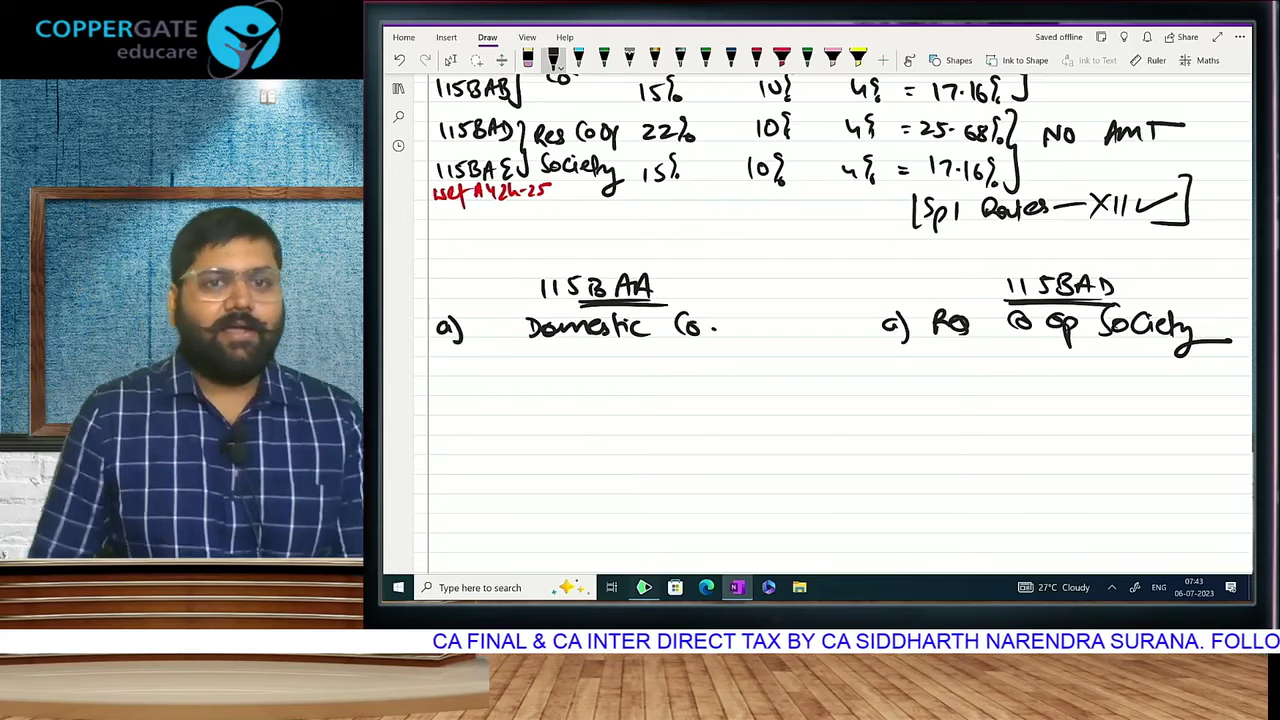 COPPERGATE
educare
Home Insert Draw View Help
Saved offline
Share
Shapes
Ink to Shape
Ink to Text
Ruler
Maths
115BAB] Co. 15% 10% 4% = 17.16%]
115BAD] Res Co Op 22% 10% 4% = 25.68%] NO AMT
115BAE] Society 15% 10% 4% = 17.16%]
wef AY 24-25
[Spl Rates — XII ✓]
115BAA
115BAD
a) Domestic Co.
a) Res Co Op Society
Type here to search
27°C Cloudy
ENG
07:43
06-07-2023
CA FINAL & CA INTER DIRECT TAX BY CA SIDDHARTH NARENDRA SURANA. FOLLO